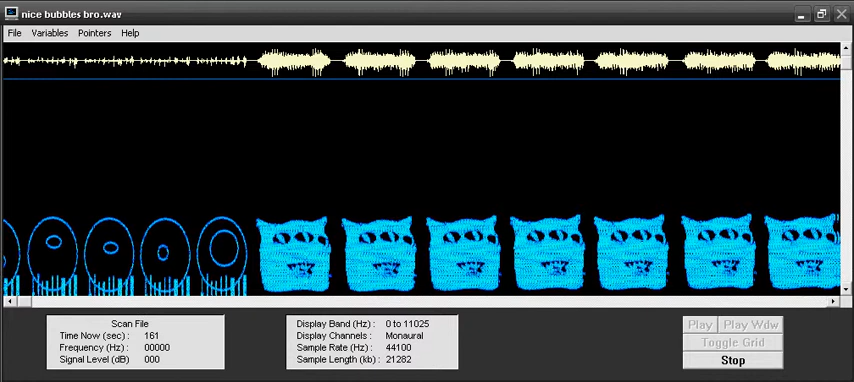 nice bubbles bro.wav
File Variables Pointers Help
Scan File
Time Now (sec) : 161
Frequency (Hz) : 00000
Signal Level (dB) 000
Display Band (Hz) : 0 to 11025
Display Channels : Monaural
Sample Rate (Hz) : 44100
Sample Length (kb) : 21282
Play Play Wdw
Toggle Grid
Stop